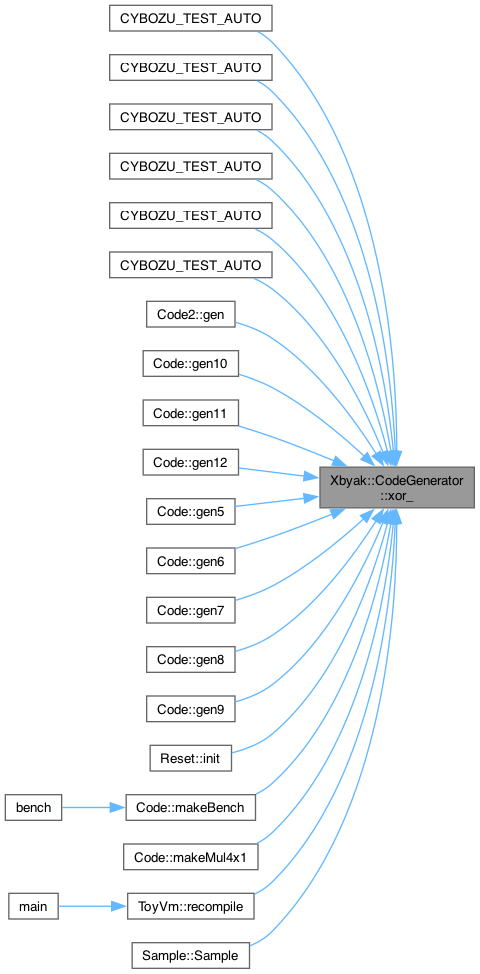 CYBOZU_TEST_AUTO
CYBOZU_TEST_AUTO
CYBOZU_TEST_AUTO
CYBOZU_TEST_AUTO
CYBOZU_TEST_AUTO
CYBOZU_TEST_AUTO
Code2::gen
Code::gen10
Code::gen11
Code::gen12
Xbyak::CodeGenerator
::xor_
Code::gen5
Code::gen6
Code::gen7
Code::gen8
Code::gen9
Reset::init
bench
Code::makeBench
Code::makeMul4x1
main
ToyVm::recompile
Sample::Sample